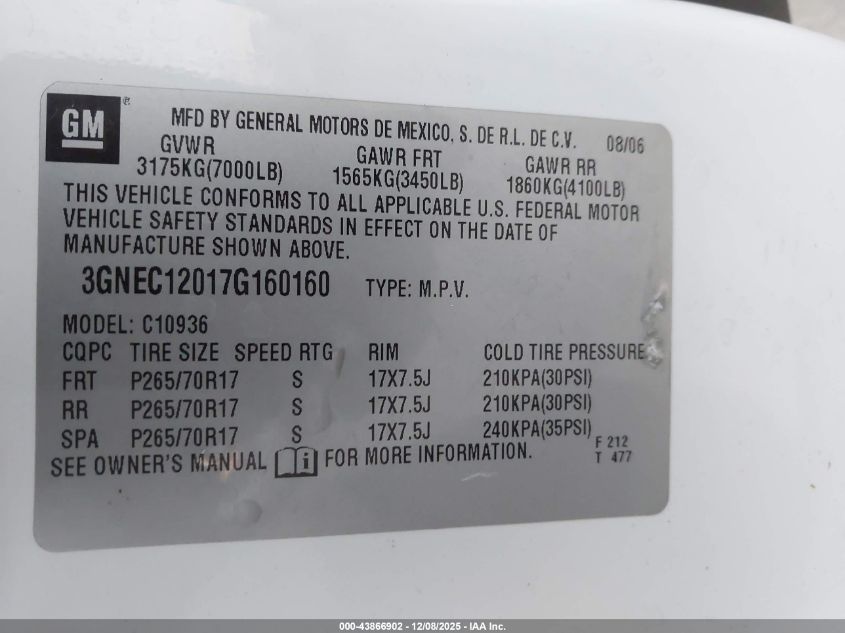 GM ®
MFD BY GENERAL MOTORS DE MEXICO, S. DE R.L. DE C.V. 08/06
GVWR GAWR FRT GAWR RR
3175KG(7000LB) 1565KG(3450LB) 1860KG(4100LB)
THIS VEHICLE CONFORMS TO ALL APPLICABLE U.S. FEDERAL MOTOR
VEHICLE SAFETY STANDARDS IN EFFECT ON THE DATE OF
MANUFACTURE SHOWN ABOVE.
3GNEC12017G160160 TYPE: M.P.V.
MODEL: C10936
CQPC TIRE SIZE SPEED RTG RIM COLD TIRE PRESSURE
FRT P265/70R17 S 17X7.5J 210KPA(30PSI)
RR P265/70R17 S 17X7.5J 210KPA(30PSI)
SPA P265/70R17 S 17X7.5J 240KPA(35PSI)
F 212
SEE OWNER'S MANUAL i FOR MORE INFORMATION. T 477
000-43866902 - 12/08/2025 - IAA Inc.